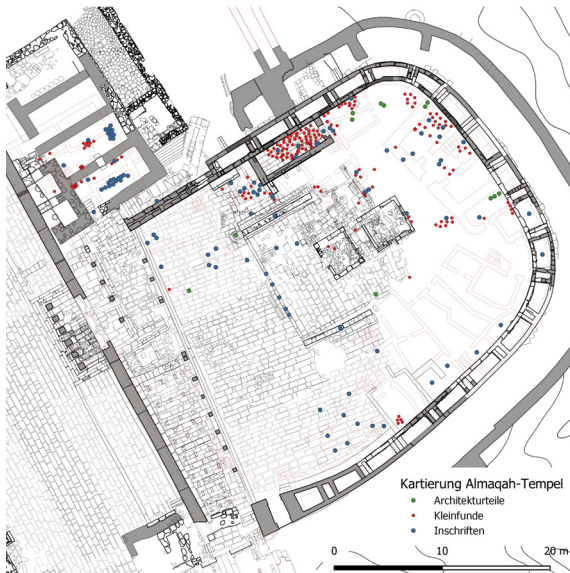 Kartierung Almaqah-Tempel
Architekturteile
Kleinfunde
Inschriften
0 10 20 m